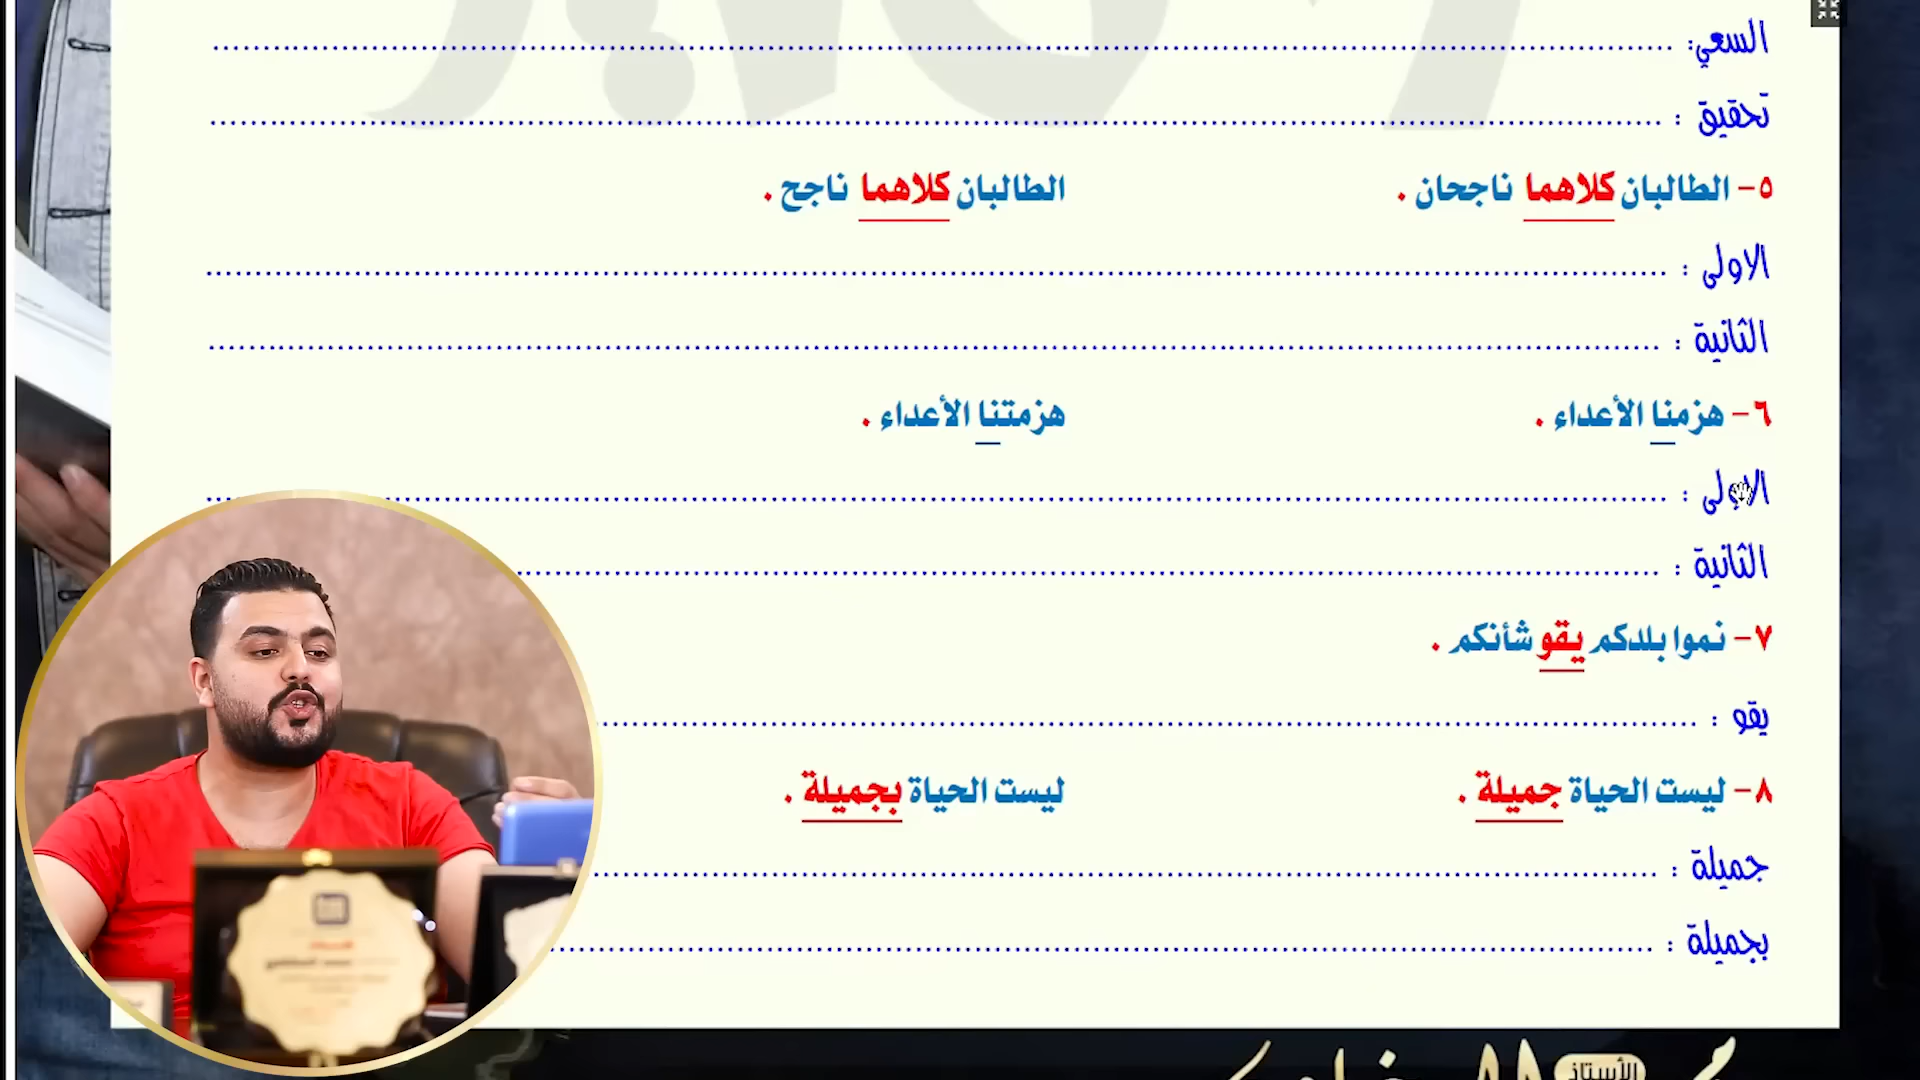 السعي: ........................................
تحقيق : ........................................
٥- الطالبان كلاهما ناجحان . الطالبان كلاهما ناجح .
الاولى : ........................................
الثانية : ........................................
٦- هزمنا الأعداء . هزمتنا الأعداء .
الاولى : ........................................
الثانية : ........................................
٧- نموا بلدكم يقو شأنكم .
يقو : ........................................
٨- ليست الحياة جميلة . ليست الحياة بجميلة .
جميلة : ........................................
بجميلة : ........................................
الأستاذ